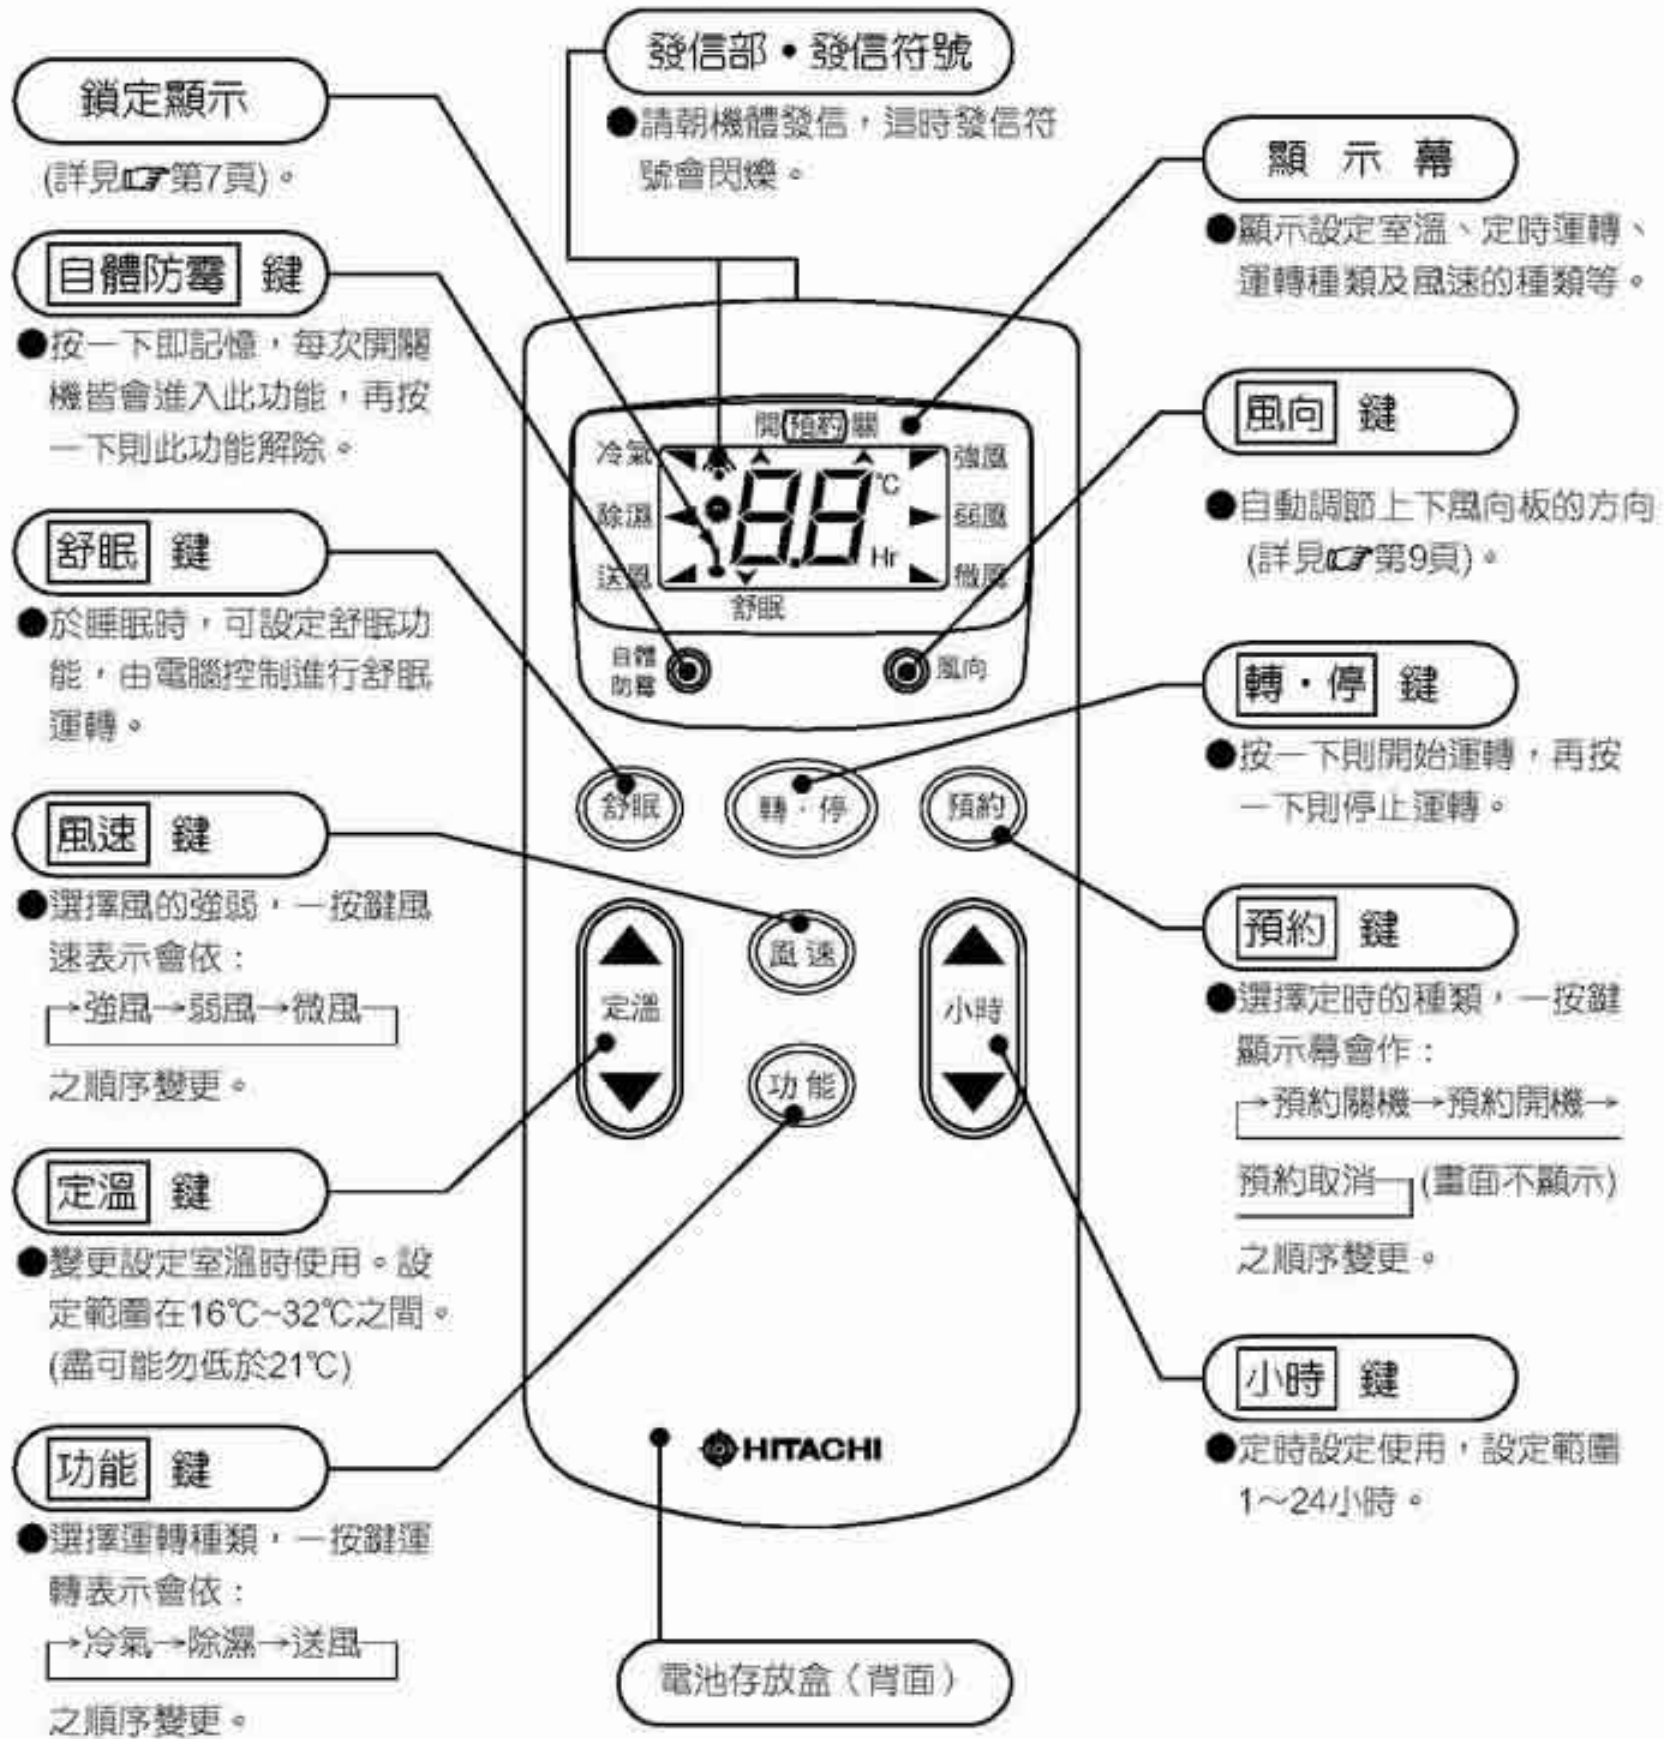 發信部・發信符號
●請朝機體發信，這時發信符
號會閃爍。
鎖定顯示
(詳見☞第7頁)。
自體防霉 鍵
●按一下即記憶，每次開關
機皆會進入此功能，再按
一下則此功能解除。
舒眠 鍵
●於睡眠時，可設定舒眠功
能，由電腦控制進行舒眠
運轉。
風速 鍵
●選擇風的強弱，一按鍵風
速表示會依：
→強風→弱風→微風
之順序變更。
定溫 鍵
●變更設定室溫時使用。設
定範圍在16℃~32℃之間。
(盡可能勿低於21℃)
功能 鍵
●選擇運轉種類，一按鍵運
轉表示會依：
→冷氣→除濕→送風
之順序變更。
開 預約 關
冷氣
強風
℃
除濕
8.8
弱風
Hr
送風
微風
舒眠
自體
防霉
風向
舒眠
轉・停
預約
風速
定溫
小時
功能
HITACHI
電池存放盒（背面）
顯示幕
●顯示設定室溫、定時運轉、
運轉種類及風速的種類等。
風向 鍵
●自動調節上下風向板的方向
(詳見☞第9頁)。
轉・停 鍵
●按一下則開始運轉，再按
一下則停止運轉。
預約 鍵
●選擇定時的種類，一按鍵
顯示幕會作：
→預約關機→預約開機→
預約取消 (畫面不顯示)
之順序變更。
小時 鍵
●定時設定使用，設定範圍
1～24小時。